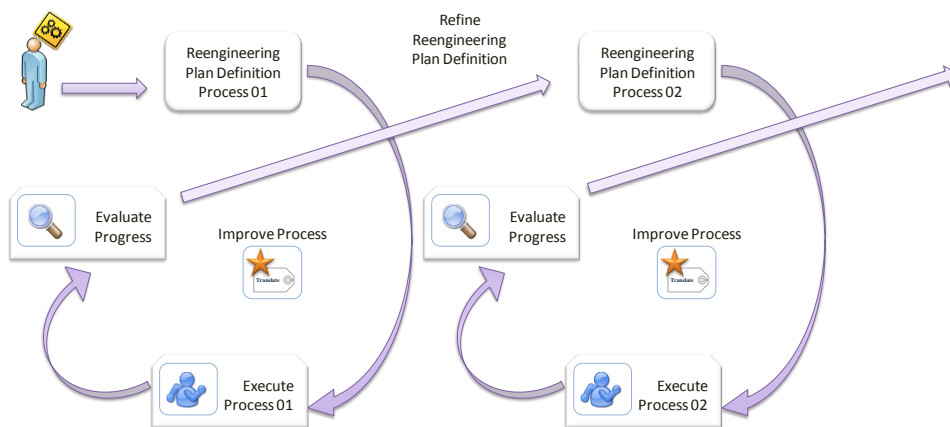 Reengineering
Plan Definition
Process 01
Refine
Reengineering
Plan Definition
Reengineering
Plan Definition
Process 02
Evaluate
Progress
Improve Process
Translate
Evaluate
Progress
Improve Process
Translate
Execute
Process 01
Execute
Process 02